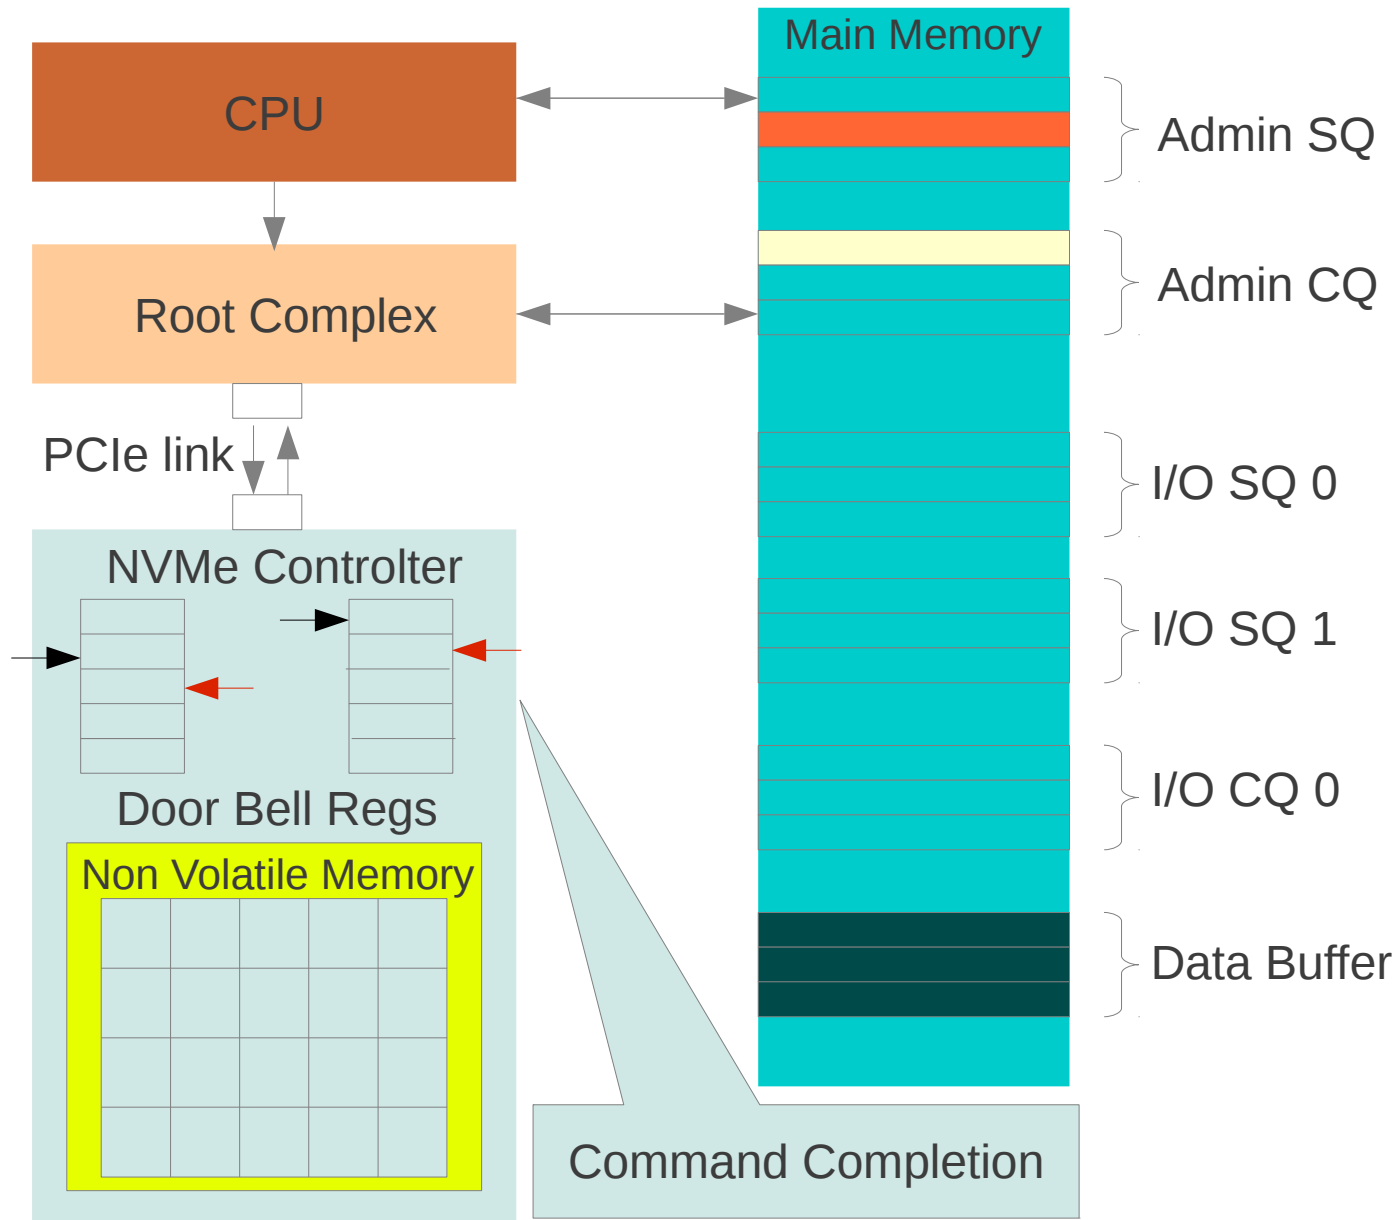 Main Memory
CPU
Admin SQ
Root Complex
Admin CQ
PCIe link
I/O SQ 0
NVMe Controlter
I/O SQ 1
Door Bell Regs
I/O CQ 0
Non Volatile Memory
Data Buffer
Command Completion